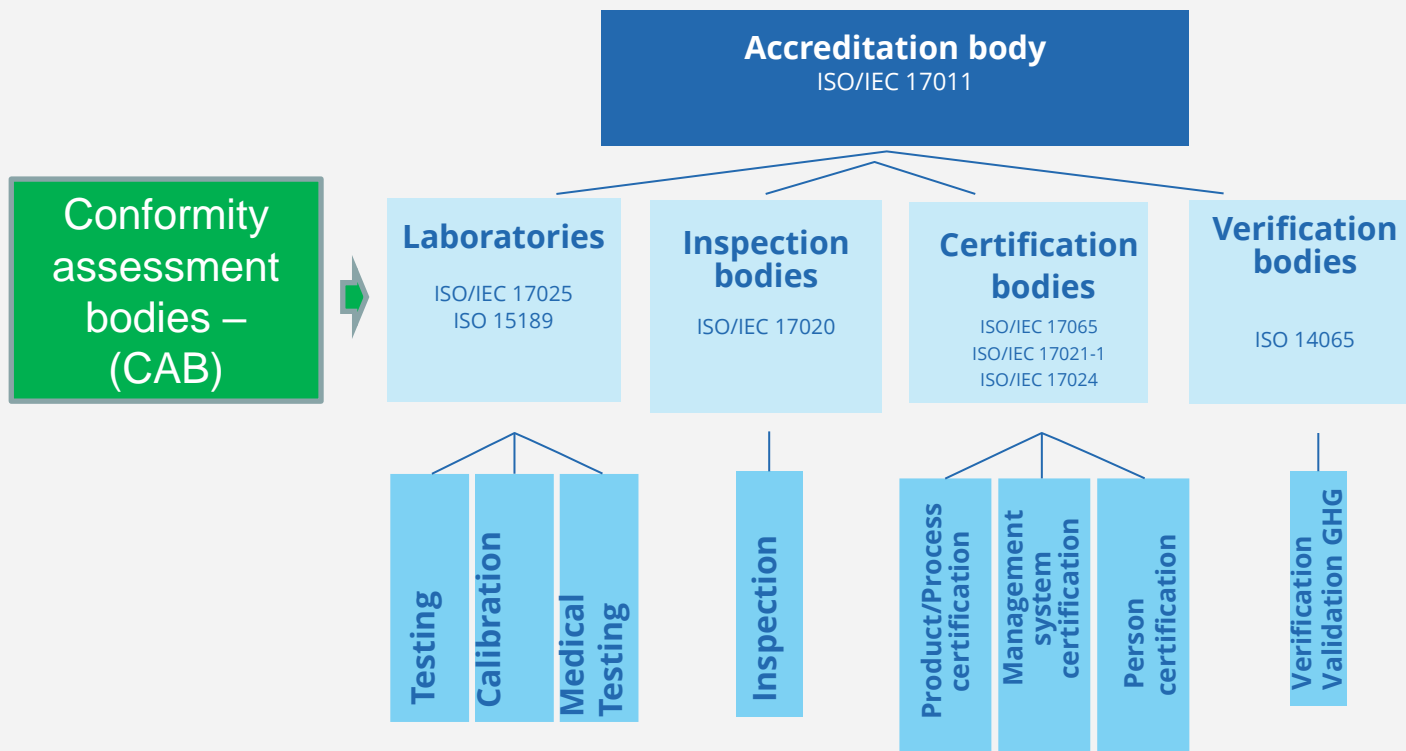 Accreditation body
ISO/IEC 17011
Conformity
assessment
bodies –
(CAB)
Laboratories
ISO/IEC 17025
ISO 15189
Inspection
bodies
ISO/IEC 17020
Certification
bodies
ISO/IEC 17065
ISO/IEC 17021-1
ISO/IEC 17024
Verification
bodies
ISO 14065
Testing
Calibration
Medical
Testing
Inspection
Product/Process
certification
Management
system
certification
Person
certification
Verification
Validation GHG